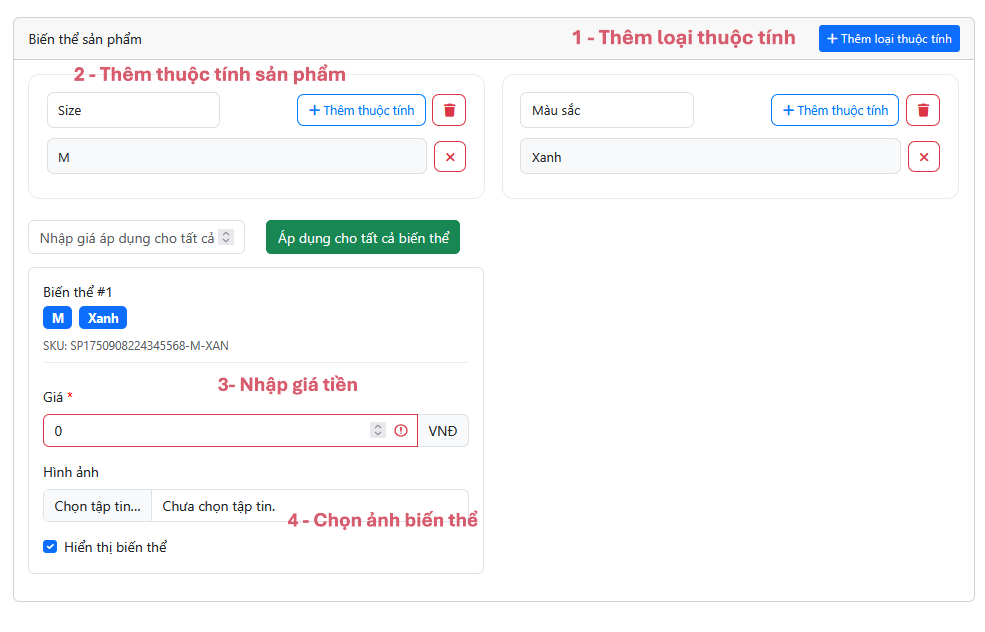 Biến thể sản phẩm
1 - Thêm loại thuộc tính
+ Thêm loại thuộc tính
2 - Thêm thuộc tính sản phẩm
Size
+ Thêm thuộc tính
Màu sắc
+ Thêm thuộc tính
M
Xanh
Nhập giá áp dụng cho tất cả
Áp dụng cho tất cả biến thể
Biến thể #1
M Xanh
SKU: SP1750908224345568-M-XAN
3- Nhập giá tiền
Giá *
0
VNĐ
Hình ảnh
Chọn tập tin... Chưa chọn tập tin.
4 - Chọn ảnh biến thể
Hiển thị biến thể